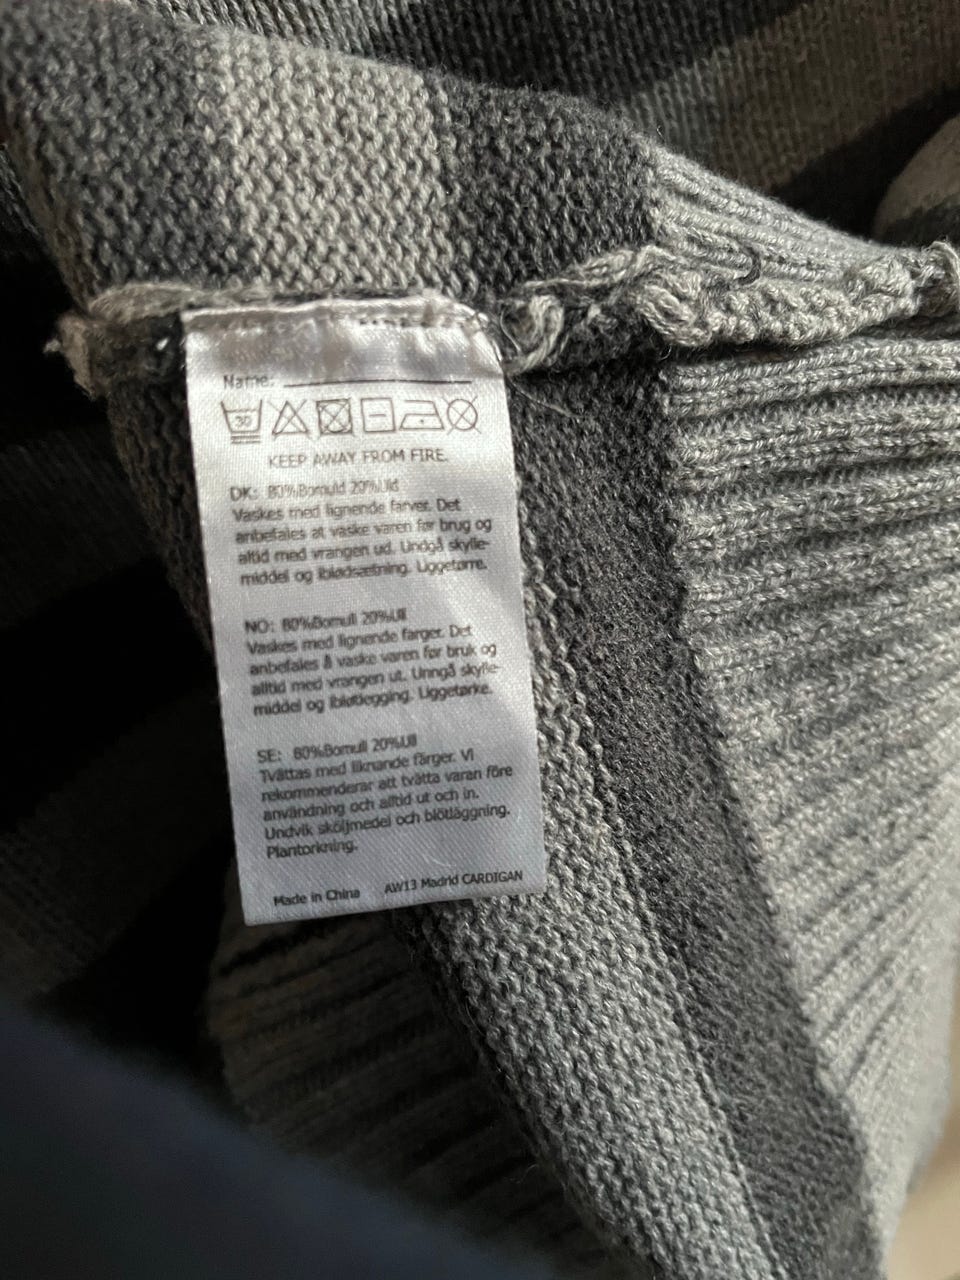 Name:
30
KEEP AWAY FROM FIRE.
DK: 80%Bomuld 20%Uld
Vaskes med lignende farver. Det
anbefales at vaske varen før brug og
altid med vrangen ud. Undgå skylle-
middel og iblødsætning. Liggetørre.
NO: 80%Bomull 20%Ull
Vaskes med lignende farger. Det
anbefales å vaske varen før bruk og
alltid med vrangen ut. Unngå skylle-
middel og ibløtlegging. Liggetørke.
SE: 80%Bomull 20%Ull
Tvättas med liknande färger. Vi
rekommenderar att tvätta varan före
användning och alltid ut och in.
Undvik sköljmedel och blötläggning.
Plantorkning.
Made in China AW13 Madrid CARDIGAN